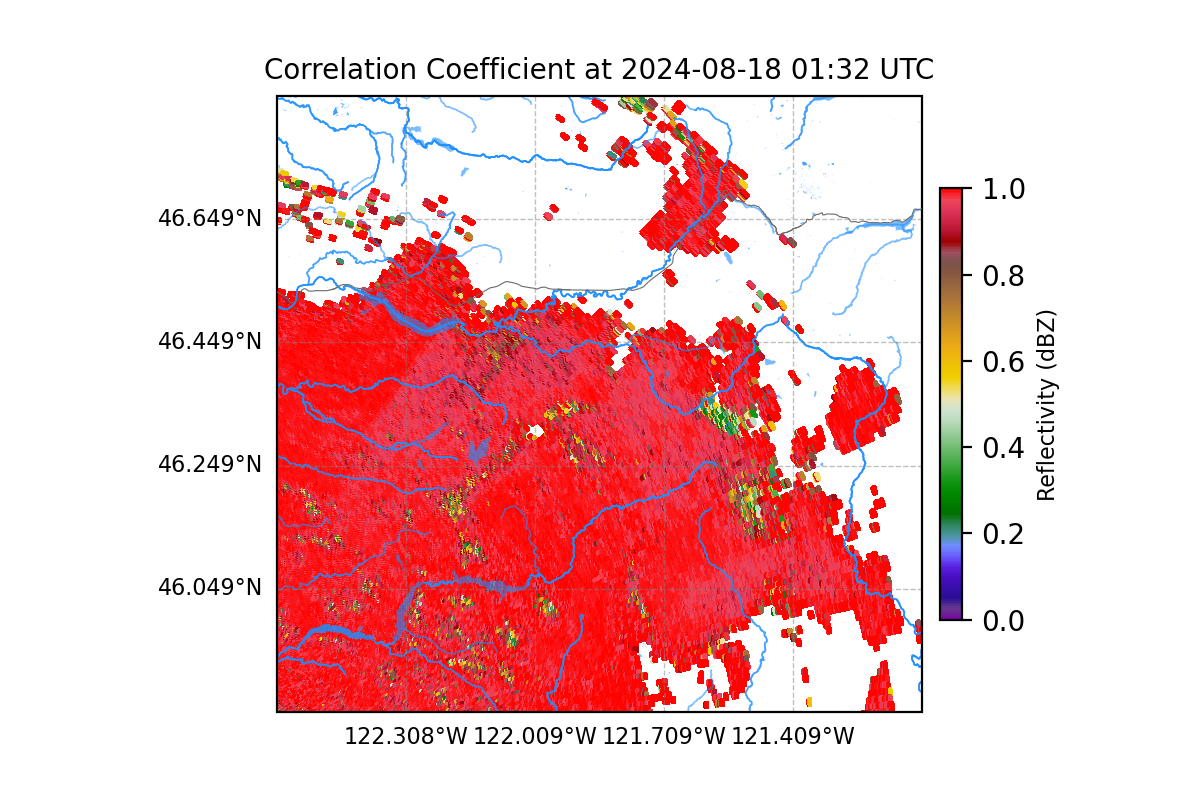 Correlation Coefficient at 2024-08-18 01:32 UTC
46.649°N
46.449°N
46.249°N
46.049°N
122.308°W 122.009°W 121.709°W 121.409°W
1.0
0.8
0.6
0.4
0.2
0.0
Reflectivity (dBZ)